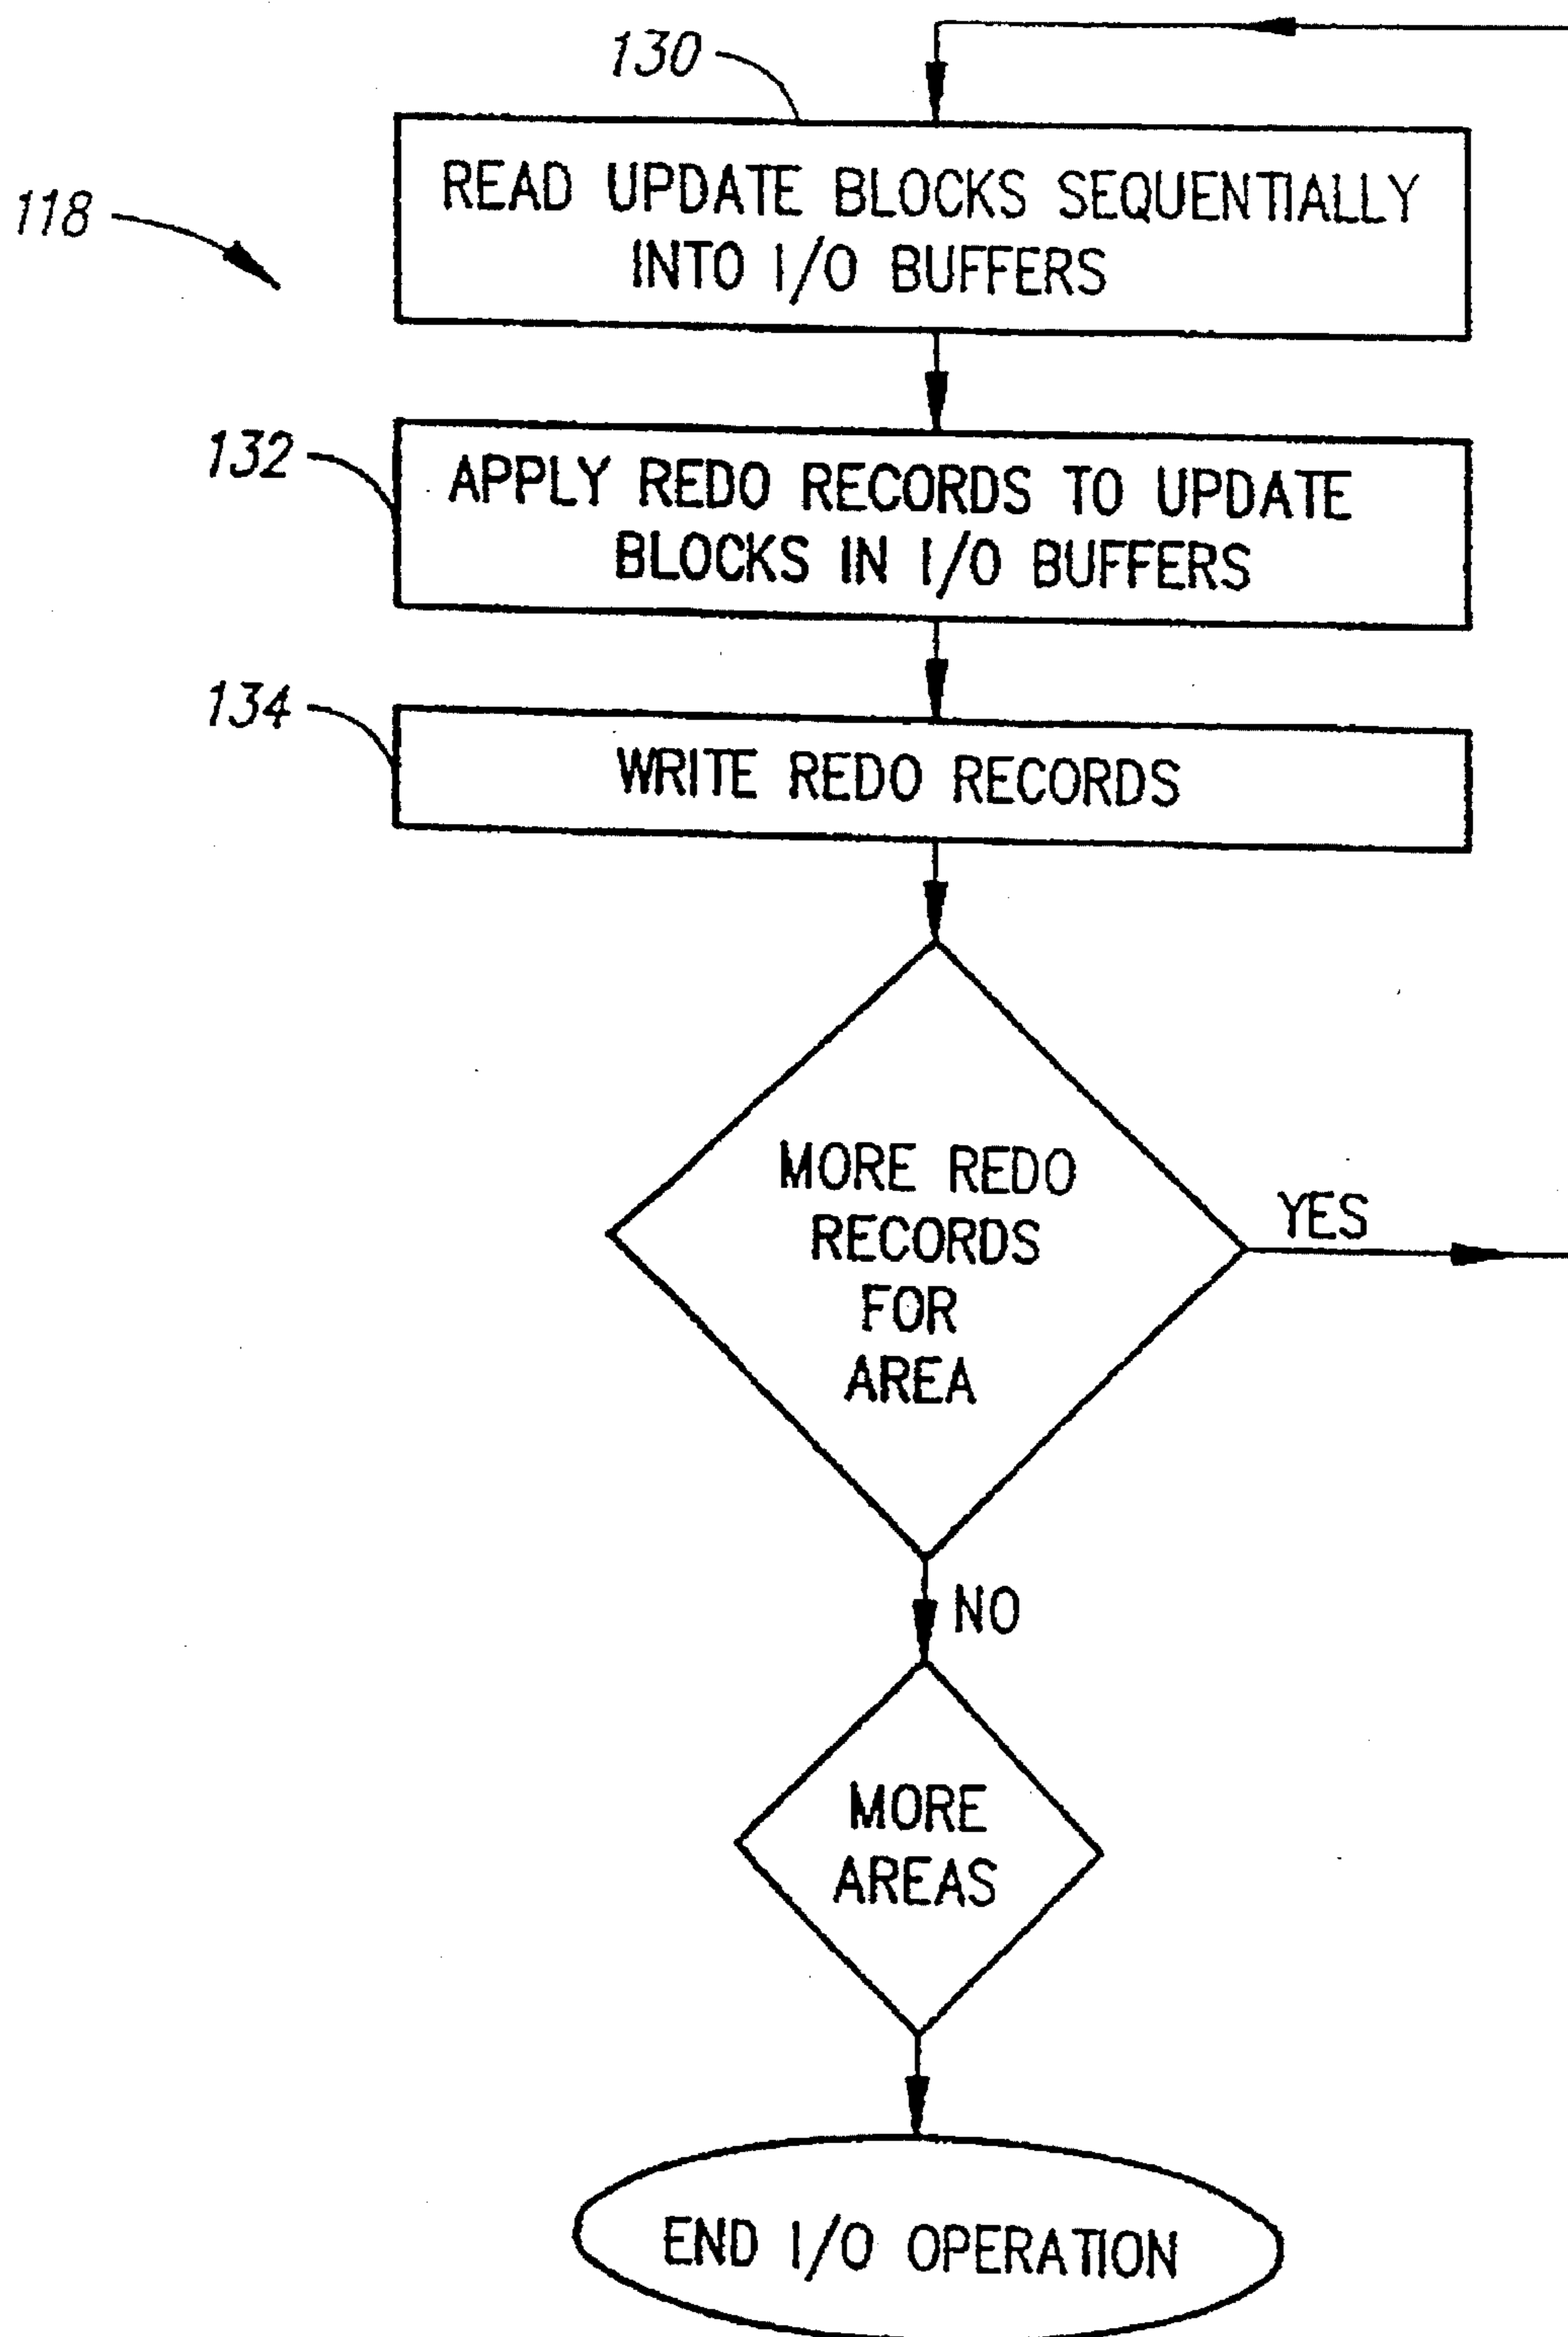 130
118
READ UPDATE BLOCKS SEQUENTIALLY
INTO I/O BUFFERS
132
APPLY REDO RECORDS TO UPDATE
BLOCKS IN I/O BUFFERS
134
WRITE REDO RECORDS
MORE REDO
RECORDS
FOR
AREA
YES
NO
MORE
AREAS
END I/O OPERATION